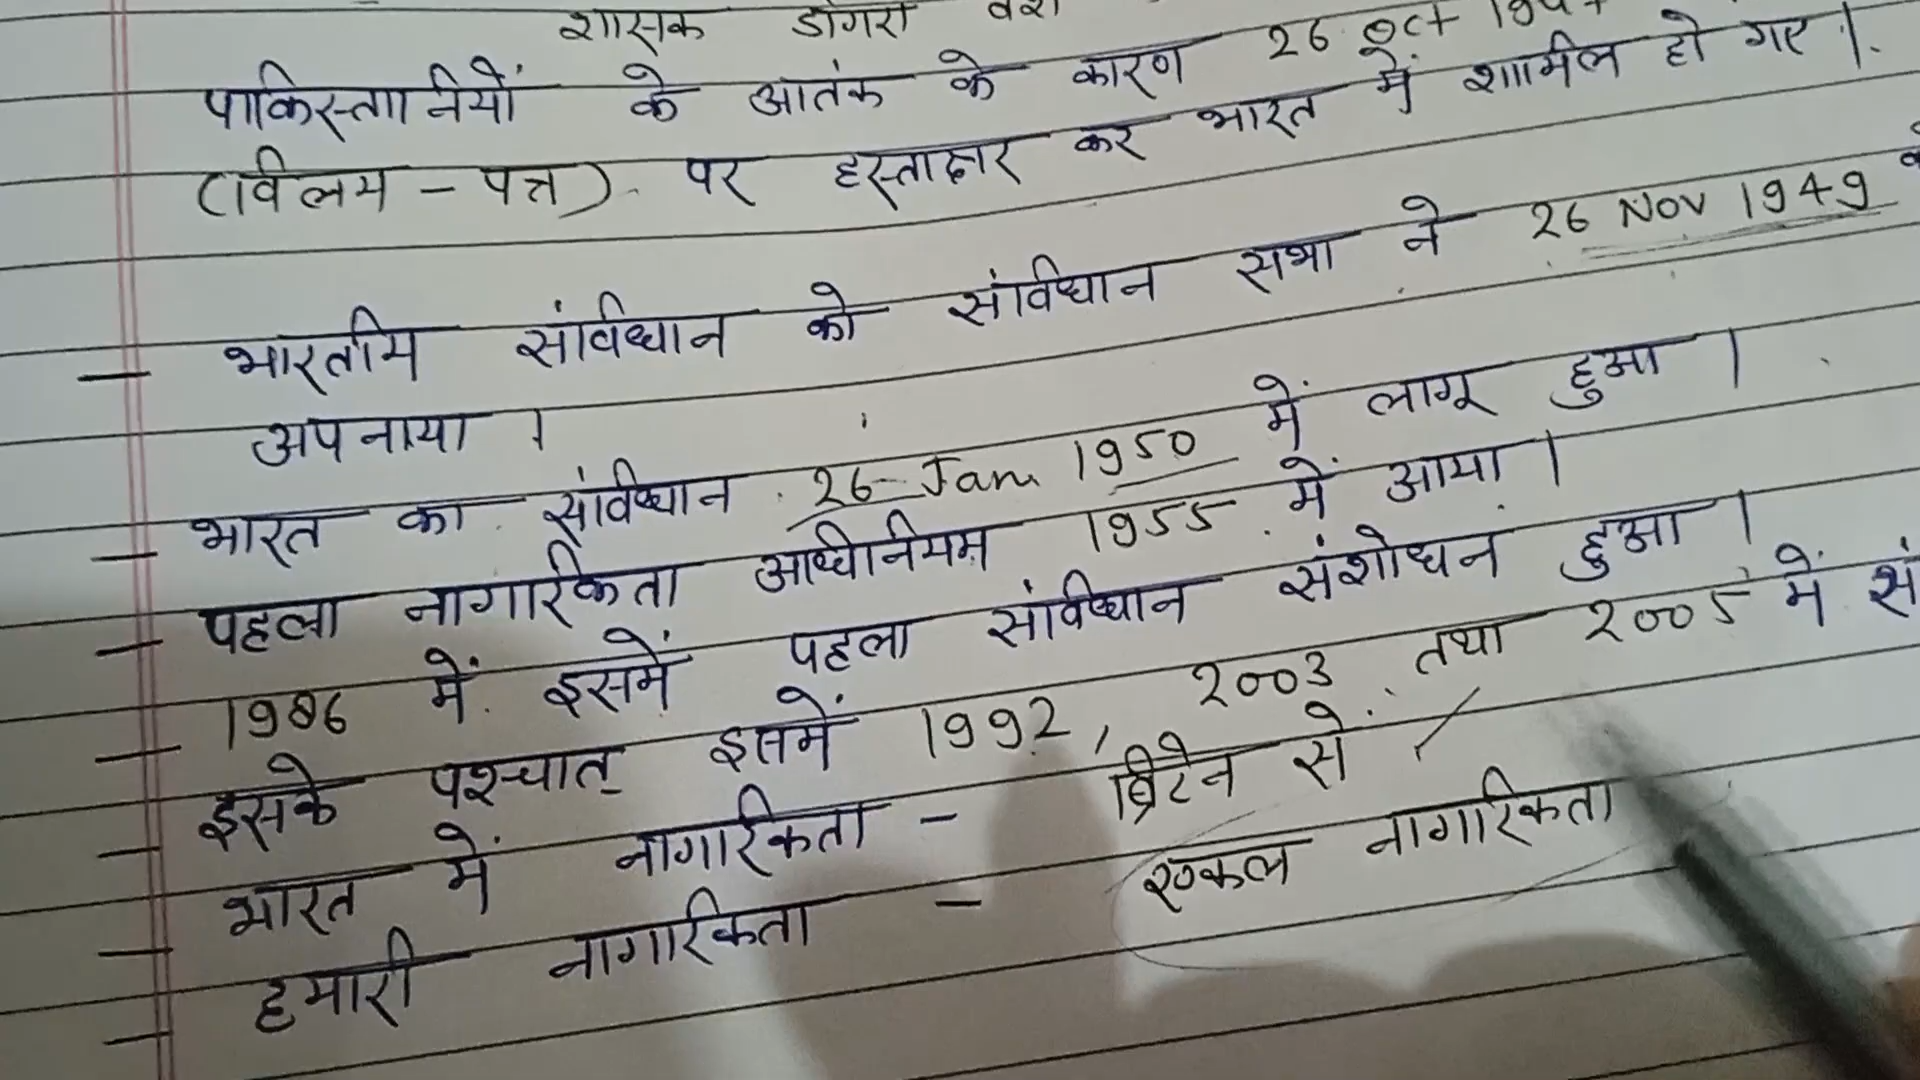 शासक डोगरा वंश
पाकिस्तानियों के आतंक के कारण 26 Oct 1947
(विलय - पत्र) पर हस्ताक्षर कर भारत में शामिल हो गए ।
- भारतीय संविधान को संविधान सभा ने 26 Nov 1949
अपनाया ।
- भारत का संविधान 26 Jan 1950 में लागू हुआ ।
- पहला नागरिकता अधिनियम 1955 में आया ।
- 1986 में इसमें पहला संविधान संशोधन हुआ ।
- इसके पश्चात् इसमें 1992, 2003 तथा 2005 में सं
- भारत में नागरिकता - ब्रिटेन से
- हमारी नागरिकता - एकल नागरिकता